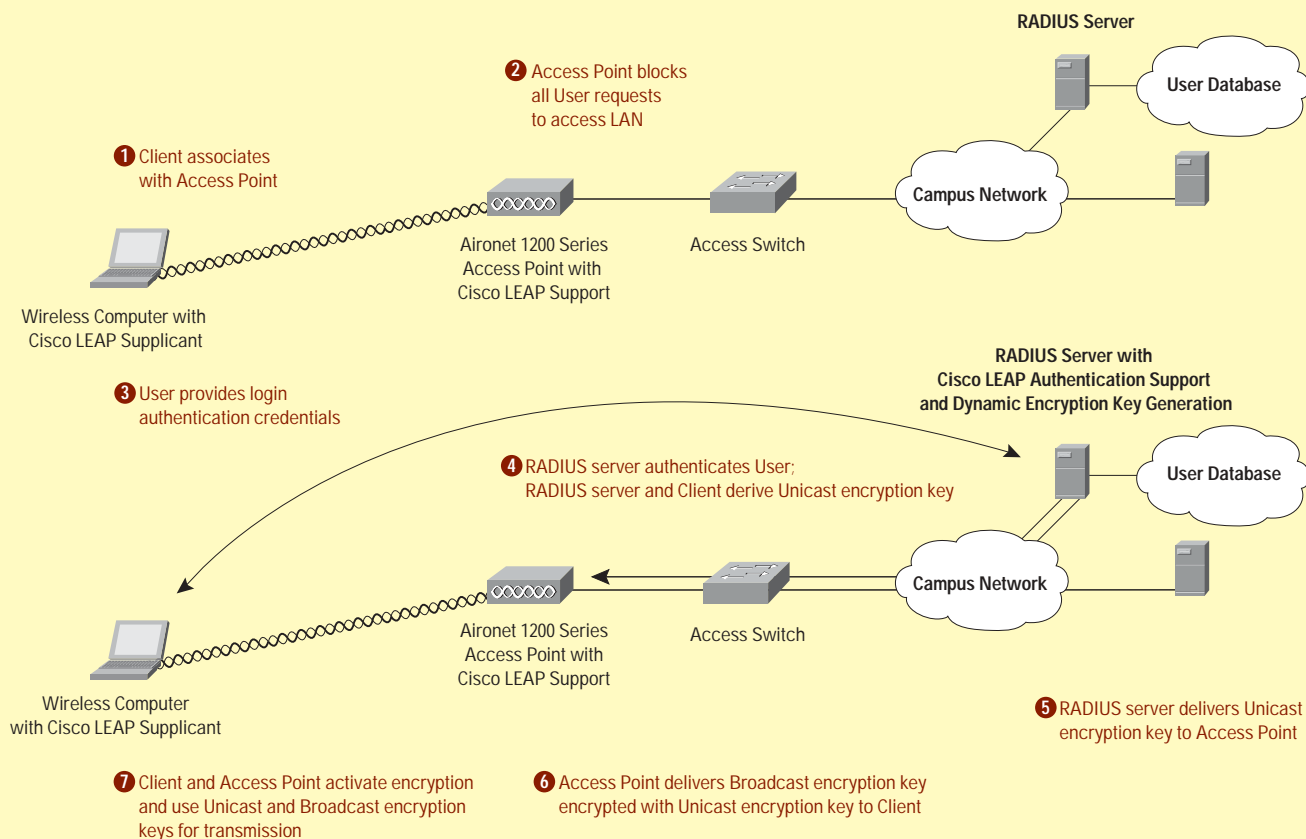 RADIUS Server
User Database
2 Access Point blocks
all User requests
to access LAN
1 Client associates
with Access Point
Campus Network
Aironet 1200 Series
Access Point with
Cisco LEAP Support
Access Switch
Wireless Computer with
Cisco LEAP Supplicant
RADIUS Server with
Cisco LEAP Authentication Support
and Dynamic Encryption Key Generation
3 User provides login
authentication credentials
4 RADIUS server authenticates User;
RADIUS server and Client derive Unicast encryption key
User Database
Campus Network
Aironet 1200 Series
Access Point with
Cisco LEAP Support
Access Switch
Wireless Computer
with Cisco LEAP Supplicant
5 RADIUS server delivers Unicast
encryption key to Access Point
7 Client and Access Point activate encryption
and use Unicast and Broadcast encryption
keys for transmission
6 Access Point delivers Broadcast encryption key
encrypted with Unicast encryption key to Client